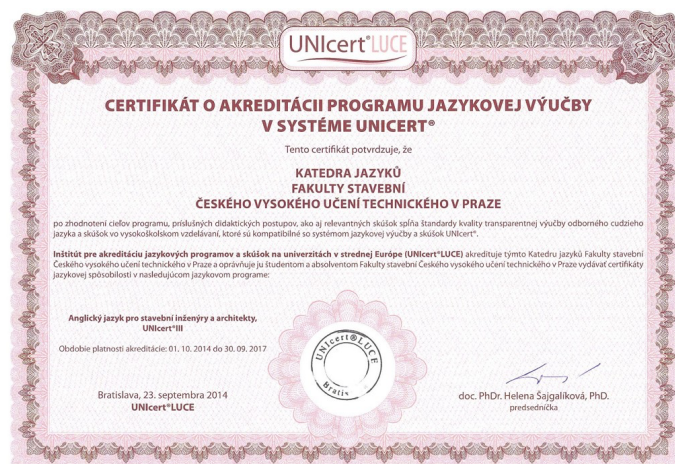 UNIcert®LUCE
CERTIFIKÁT O AKREDITÁCII PROGRAMU JAZYKOVEJ VÝUČBY
V SYSTÉME UNICERT®
Tento certifikát potvrdzuje, že
KATEDRA JAZYKŮ
FAKULTY STAVEBNÍ
ČESKÉHO VYSOKÉHO UČENÍ TECHNICKÉHO V PRAZE
po zhodnotení cieľov programu, príslušných didaktických postupov, ako aj relevantných skúšok spĺňa štandardy kvality transparentnej výučby odborného cudzieho
jazyka a skúšok vo vysokoškolskom vzdelávaní, ktoré sú kompatibilné so systémom jazykovej výučby a skúšok UNIcert®.
Inštitút pre akreditáciu jazykových programov a skúšok na univerzitách v strednej Európe (UNIcert®LUCE) akredituje týmto Katedru jazyků Fakulty stavební
Českého vysokého učení technického v Praze a oprávňuje ju študentom a absolventom Fakulty stavební Českého vysokého učení technického v Praze vydávať certifikáty
jazykovej spôsobilosti v nasledujúcom jazykovom programe:
Anglický jazyk pro stavební inženýry a architekty,
UNIcert®III
Obdobie platnosti akreditácie: 01. 10. 2014 do 30. 09. 2017
UNIcert®LUCE
Bratis
Bratislava, 23. septembra 2014
UNIcert®LUCE
doc. PhDr. Helena Šajgalíková, PhD.
predsedníčka